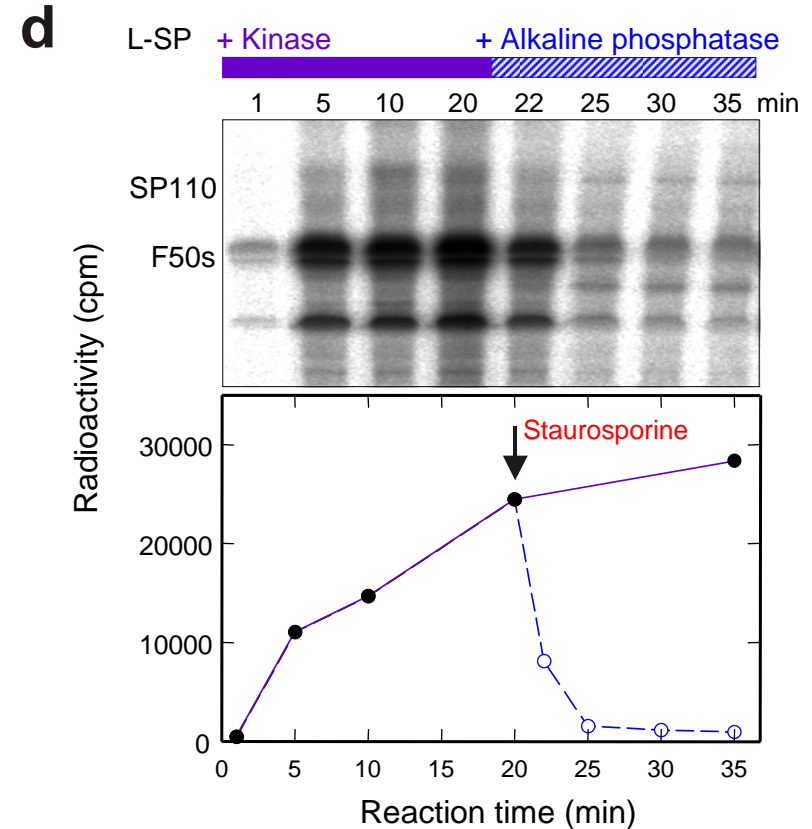 d
L-SP + Kinase + Alkaline phosphatase
1 5 10 20 22 25 30 35 min
SP110
F50s
Radioactivity (cpm)
Staurosporine
30000
20000
10000
0
0 5 10 15 20 25 30 35
Reaction time (min)